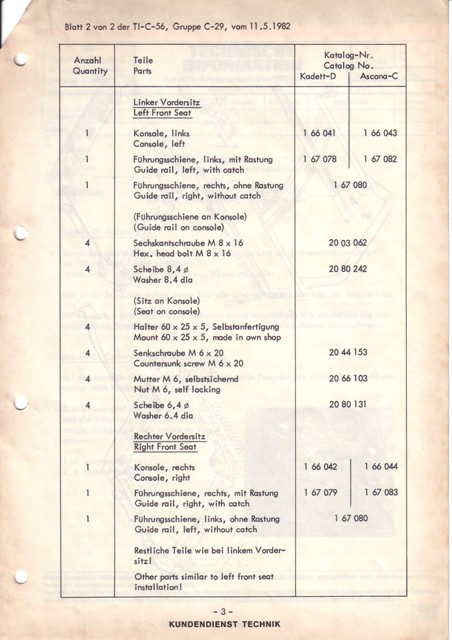 Blatt 2 von 2 der TI-C-56, Gruppe C-29, vom 11.5.1982
Anzahl
Quantity
Teile
Parts
Katalog-Nr.
Catalog No.
Kadett-D Ascona-C
Linker Vordersitz
Left Front Seat
1 Konsole, links 1 66 041 1 66 043
Console, left
1 Führungsschiene, links, mit Rastung 1 67 078 1 67 082
Guide rail, left, with catch
1 Führungsschiene, rechts, ohne Rastung 1 67 080
Guide rail, right, without catch
(Führungsschiene an Konsole)
(Guide rail on console)
4 Sechskantschraube M 8 x 16 20 03 062
Hex. head bolt M 8 x 16
4 Scheibe 8,4 ø 20 80 242
Washer 8.4 dia
(Sitz an Konsole)
(Seat on console)
4 Halter 60 x 25 x 5, Selbstanfertigung
Mount 60 x 25 x 5, made in own shop
4 Senkschraube M 6 x 20 20 44 153
Countersunk screw M 6 x 20
4 Mutter M 6, selbstsichernd 20 66 103
Nut M 6, self locking
4 Scheibe 6,4 ø 20 80 131
Washer 6.4 dia
Rechter Vordersitz
Right Front Seat
1 Konsole, rechts 1 66 042 1 66 044
Console, right
1 Führungsschiene, rechts, mit Rastung 1 67 079 1 67 083
Guide rail, right, with catch
1 Führungsschiene, links, ohne Rastung 1 67 080
Guide rail, left, without catch
Restliche Teile wie bei linkem Vorder-
sitz!
Other parts similar to left front seat
installation!
- 3 -
KUNDENDIENST TECHNIK